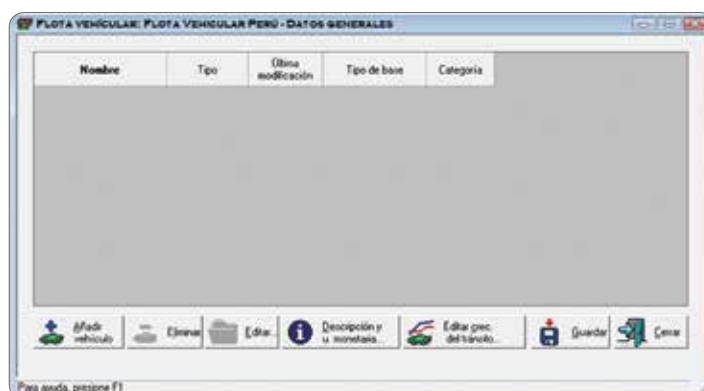 FLOTA VEHÍCULAR: FLOTA VEHICULAR PERÚ - DATOS GENERALES
Nombre Tipo Última modificación Tipo de base Categoría
Añadir vehículo Eliminar Editar... Descripción y u. monetaria... Editar prec. del tránsito... Guardar Cerrar
Para ayuda, presione F1